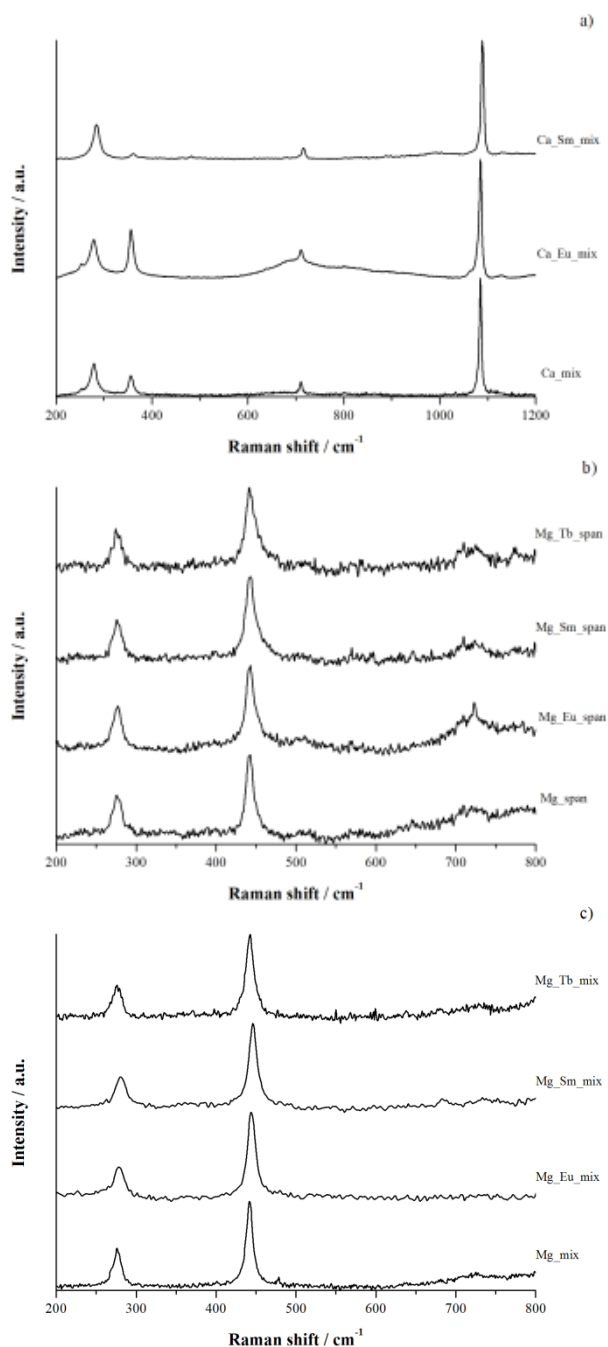 a)
Intensity / a.u.
Ca_Sm_mix
Ca_Eu_mix
Ca_mix
200 400 600 800 1000 1200
Raman shift / cm-1
b)
Intensity / a.u.
Mg_Tb_span
Mg_Sm_span
Mg_Eu_span
Mg_span
200 300 400 500 600 700 800
Raman shift / cm-1
c)
Intensity / a.u.
Mg_Tb_mix
Mg_Sm_mix
Mg_Eu_mix
Mg_mix
200 300 400 500 600 700 800
Raman shift / cm-1